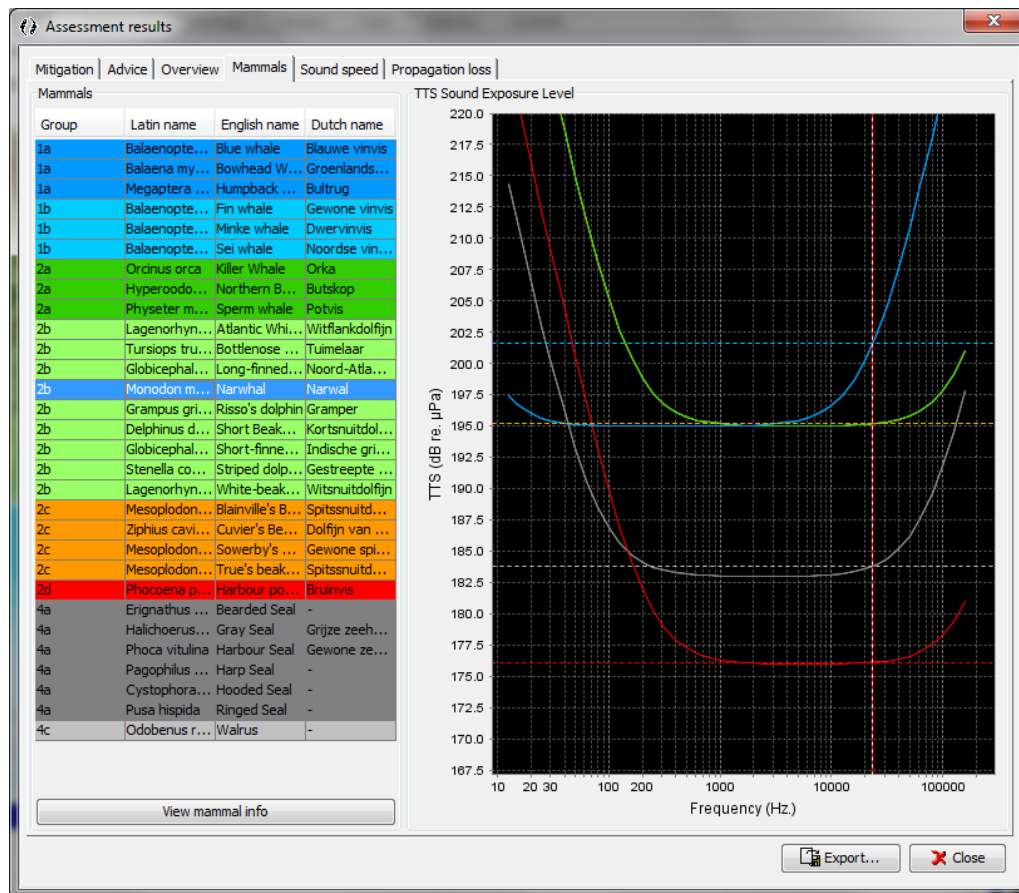 Assessment results
Mitigation Advice Overview Mammals Sound speed Propagation loss
Mammals
Group Latin name English name Dutch name
1a Balaenopte... Blue whale Blauwe vinvis
1a Balaena my... Bowhead W... Groenlands...
1a Megaptera ... Humpback ... Bultrug
1b Balaenopte... Fin whale Gewone vinvis
1b Balaenopte... Minke whale Dwervinvis
1b Balaenopte... Sei whale Noordse vin...
2a Orcinus orca Killer Whale Orka
2a Hyperoodo... Northern B... Butskop
2a Physeter m... Sperm whale Potvis
2b Lagenorhyn... Atlantic Whi... Witflankdolfijn
2b Tursiops tru... Bottlenose ... Tuimelaar
2b Globicephal... Long-finned... Noord-Atla...
2b Monodon m... Narwhal Narwal
2b Grampus gri... Risso's dolphin Gramper
2b Delphinus d... Short Beak... Kortsnuitdol...
2b Globicephal... Short-finne... Indische gri...
2b Stenella co... Striped dolp... Gestreepte ...
2b Lagenorhyn... White-beak... Witsnuitdolfijn
2c Mesoplodon... Blainville's B... Spitssnuitd...
2c Ziphius cavi... Cuvier's Be... Dolfijn van ...
2c Mesoplodon... Sowerby's ... Gewone spi...
2c Mesoplodon... True's beak... Spitssnuitd...
2d Phocoena p... Harbour po... Bruinvis
4a Erignathus ... Bearded Seal -
4a Halichoerus... Gray Seal Grijze zeeh...
4a Phoca vitulina Harbour Seal Gewone ze...
4a Pagophilus ... Harp Seal -
4a Cystophora... Hooded Seal -
4a Pusa hispida Ringed Seal -
4c Odobenus r... Walrus -
View mammal info
TTS Sound Exposure Level
TTS (dB re. µPa)
220.0
217.5
215.0
212.5
210.0
207.5
205.0
202.5
200.0
197.5
195.0
192.5
190.0
187.5
185.0
182.5
180.0
177.5
175.0
172.5
170.0
167.5
10 20 30 100 200 1000 10000 100000
Frequency (Hz.)
Export... Close